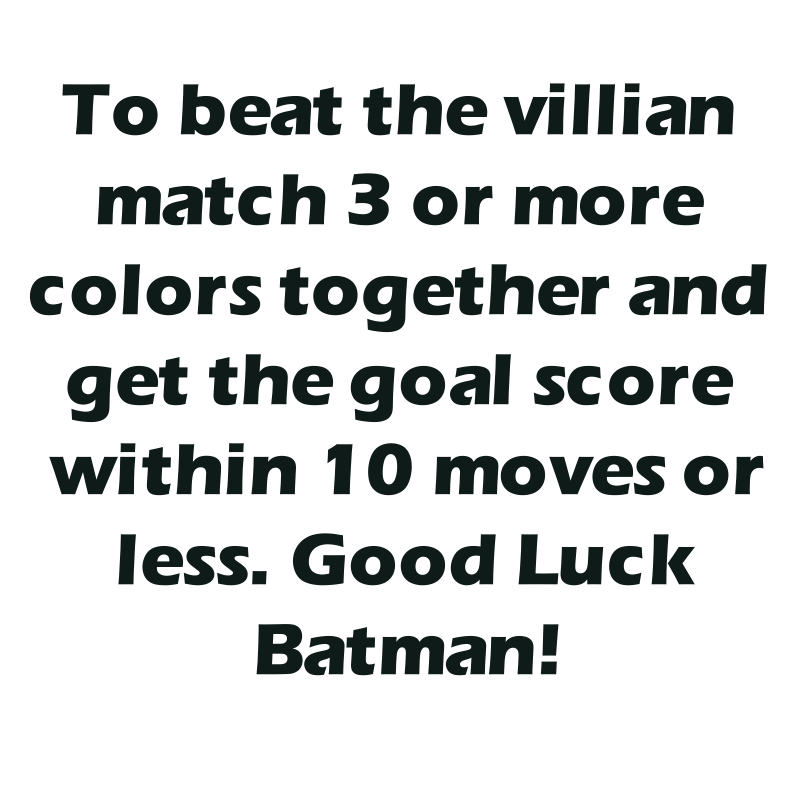 To beat the villian
match 3 or more
colors together and
get the goal score
within 10 moves or
less. Good Luck
Batman!